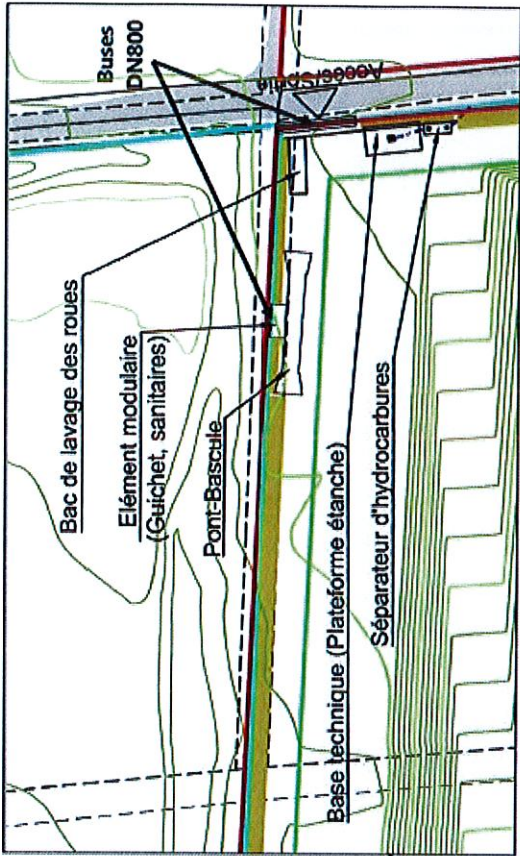 Buses
DN800
Accès/Sortie
Bac de lavage des roues
Elément modulaire
(Guichet, sanitaires)
Pont-Bascule
Base technique (Plateforme étanche)
Séparateur d'hydrocarbures